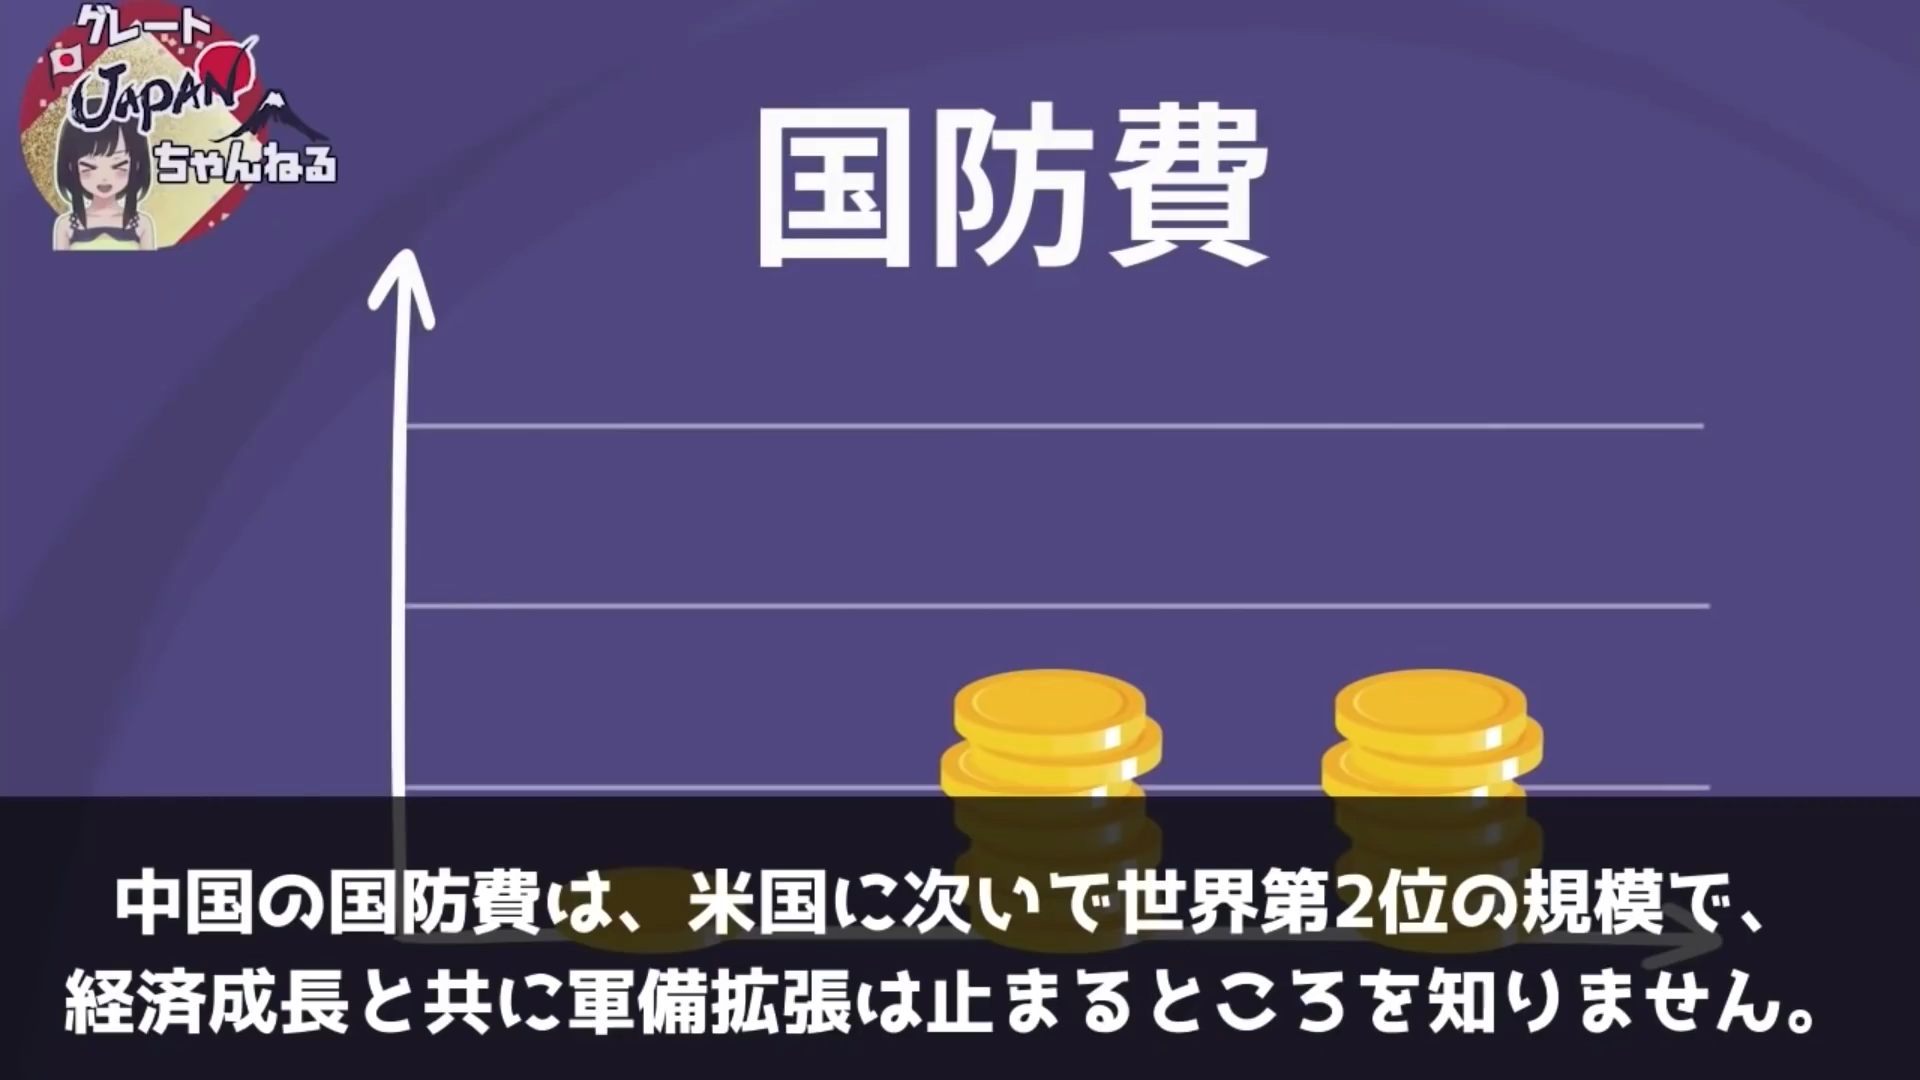 グレート
JAPAN
ちゃんねる
国防費
中国の国防費は、米国に次いで世界第2位の規模で、
経済成長と共に軍備拡張は止まるところを知りません。